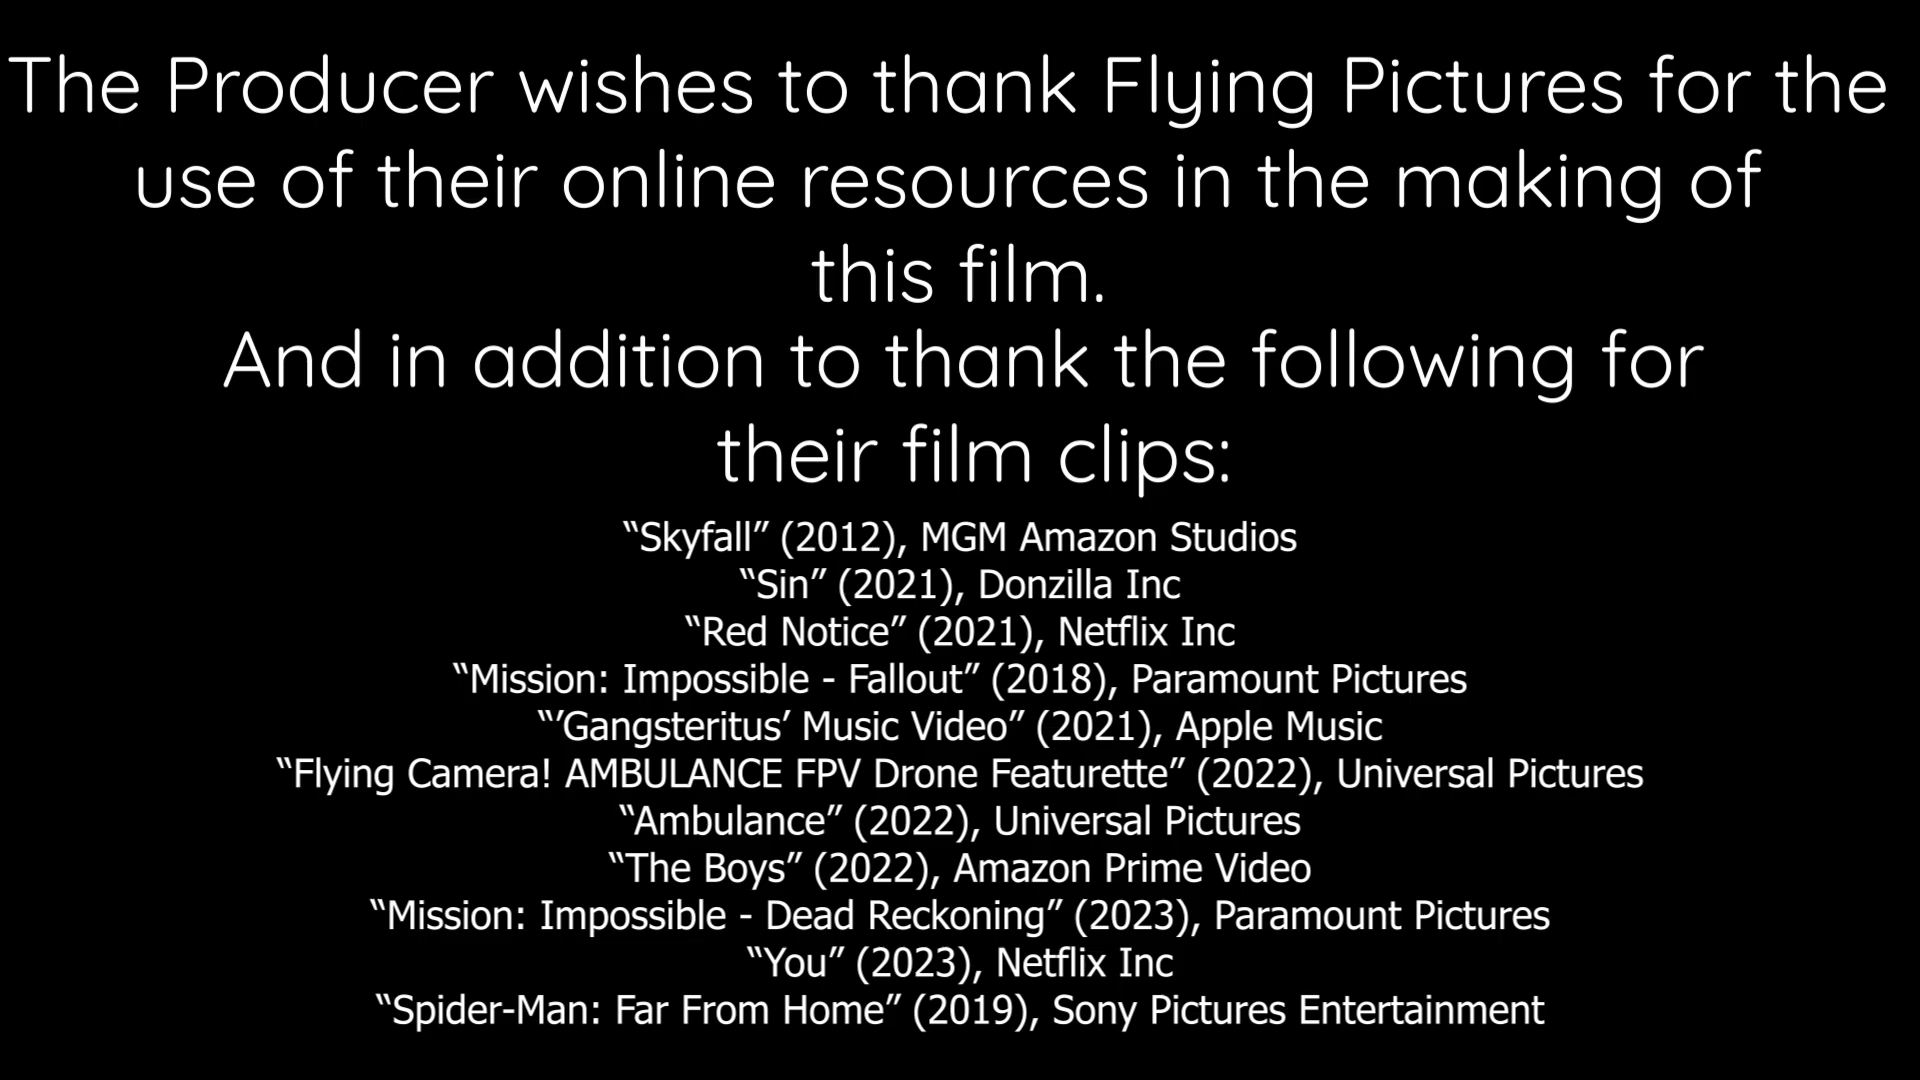 The Producer wishes to thank Flying Pictures for the
use of their online resources in the making of
this film.
And in addition to thank the following for
their film clips:
“Skyfall” (2012), MGM Amazon Studios
“Sin” (2021), Donzilla Inc
“Red Notice” (2021), Netflix Inc
“Mission: Impossible - Fallout” (2018), Paramount Pictures
“’Gangsteritus’ Music Video” (2021), Apple Music
“Flying Camera! AMBULANCE FPV Drone Featurette” (2022), Universal Pictures
“Ambulance” (2022), Universal Pictures
“The Boys” (2022), Amazon Prime Video
“Mission: Impossible - Dead Reckoning” (2023), Paramount Pictures
“You” (2023), Netflix Inc
“Spider-Man: Far From Home” (2019), Sony Pictures Entertainment